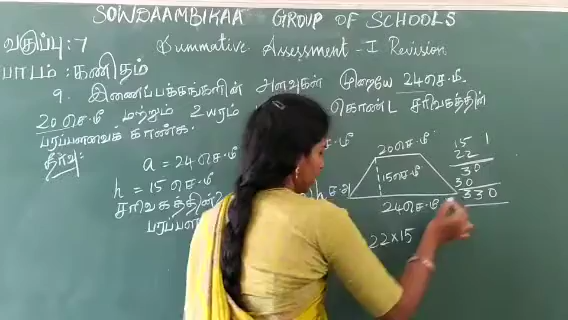 SOWDAAMBIKAA GROUP OF SCHOOLS
வகுப்பு : 7 Summative Assessment - I Revision
பாடம் : கணிதம்
9. இணைப்பக்கங்களின் அளவுகள் முறையே 24 செ.மீ
20 செ.மீ மற்றும் உயரம் கொண்ட சரிவகத்தின்
பரப்பளவைக் காண்க.
தீர்வு:
a = 24 செ.மீ
h = 15 செ.மீ
சரிவகத்தின்
20 செ.மீ
15 செ.மீ
24 செ.மீ
22 × 15
15
22
30
30
330